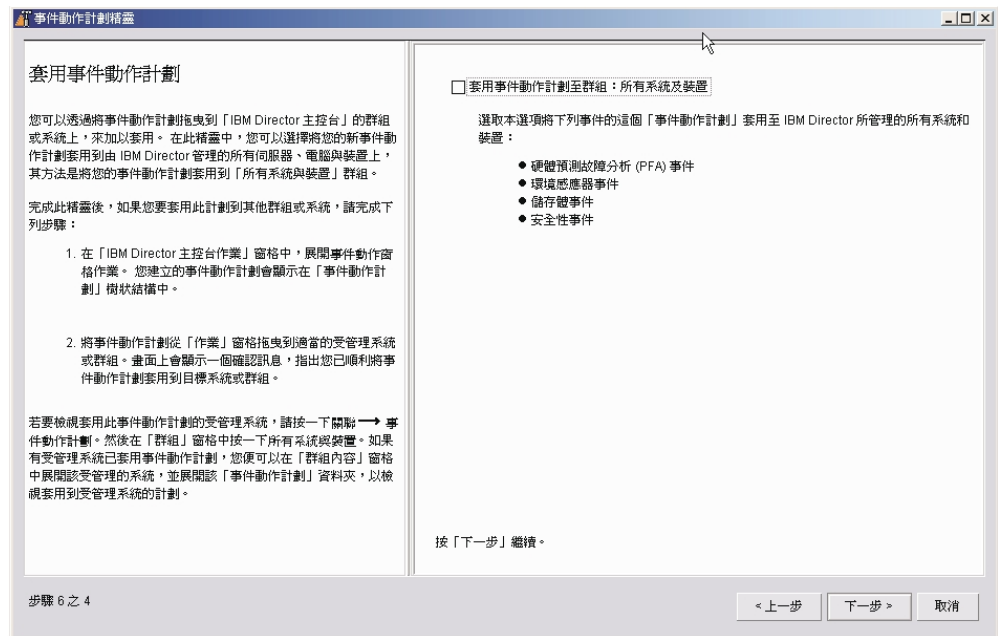 事件動作計劃精靈
套用事件動作計劃
您可以透過將事件動作計劃拖曳到「IBM Director 主控台」的群組
或系統上，來加以套用。 在此精靈中，您可以選擇將您的新事件動
作計劃套用到由 IBM Director 管理的所有伺服器、電腦與裝置上，
其方法是將您的事件動作計劃套用到「所有系統與裝置」群組。
完成此精靈後，如果您要套用此計劃到其他群組或系統，請完成下
列步驟：
1. 在「IBM Director 主控台作業」窗格中，展開事件動作窗
格作業。 您建立的事件動作計劃會顯示在「事件動作計
劃」樹狀結構中。
2. 將事件動作計劃從「作業」窗格拖曳到適當的受管理系統
或群組。畫面上會顯示一個確認訊息，指出您已順利將事
件動作計劃套用到目標系統或群組。
若要檢視套用此事件動作計劃的受管理系統，請按一下關聯 → 事
件動作計劃。然後在「群組」窗格中按一下所有系統與裝置。如果
有受管理系統已套用事件動作計劃，您便可以在「群組內容」窗格
中展開該受管理的系統，並展開該「事件動作計劃」資料夾，以檢
視套用到受管理系統的計劃。
套用事件動作計劃至群組：所有系統及裝置
選取本選項將下列事件的這個「事件動作計劃」套用至 IBM Director 所管理的所有系統和
裝置：
● 硬體預測故障分析 (PFA) 事件
● 環境感應器事件
● 儲存體事件
● 安全性事件
按「下一步」繼續。
步驟 6 之 4
< 上一步
下一步 >
取消